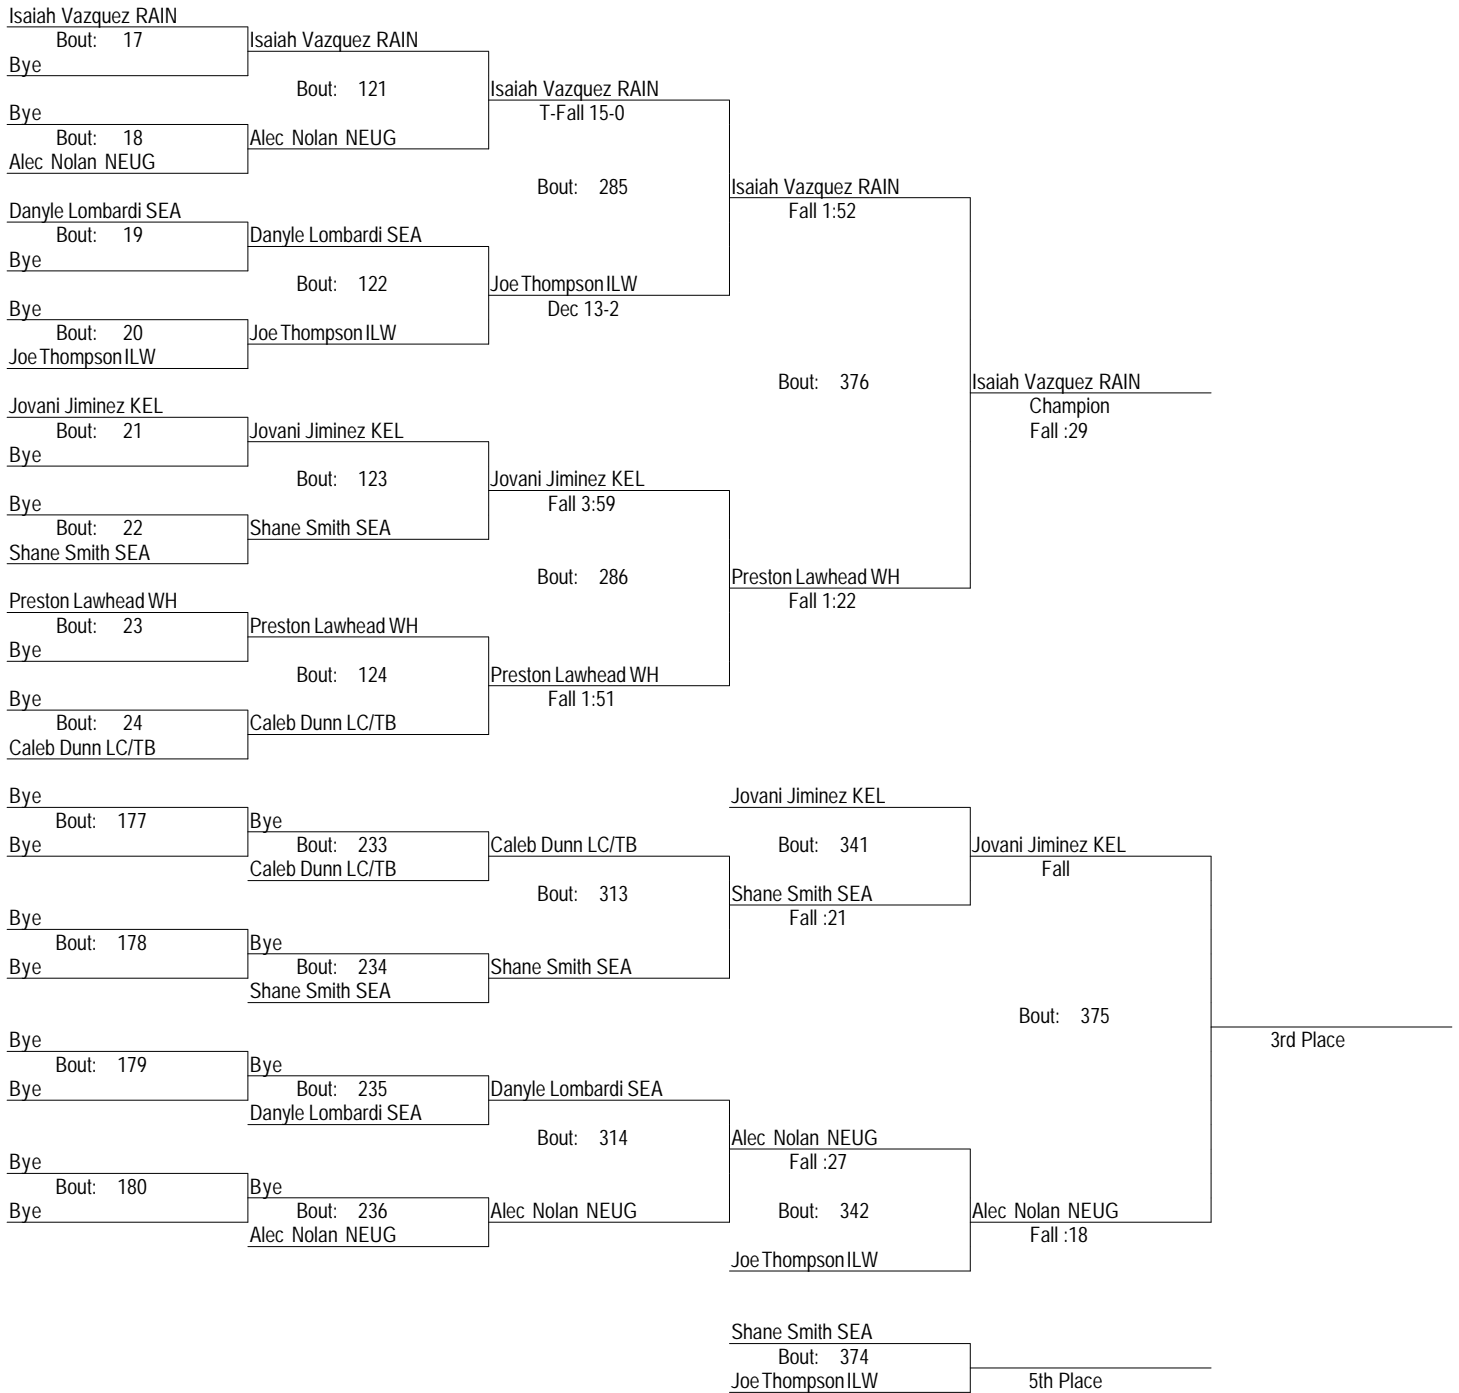 Isaiah Vazquez RAIN
Bout: 17
Isaiah Vazquez RAIN
Bye
Bout: 121
Isaiah Vazquez RAIN
T-Fall 15-0
Bye
Bout: 18
Alec Nolan NEUG
Alec Nolan NEUG
Bout: 285
Isaiah Vazquez RAIN
Fall 1:52
Danyle Lombardi SEA
Bout: 19
Danyle Lombardi SEA
Bye
Bout: 122
Joe Thompson ILW
Dec 13-2
Bye
Bout: 20
Joe Thompson ILW
Joe Thompson ILW
Bout: 376
Isaiah Vazquez RAIN
Champion
Fall :29
Jovani Jiminez KEL
Bout: 21
Jovani Jiminez KEL
Bye
Bout: 123
Jovani Jiminez KEL
Fall 3:59
Bye
Bout: 22
Shane Smith SEA
Shane Smith SEA
Bout: 286
Preston Lawhead WH
Fall 1:22
Preston Lawhead WH
Bout: 23
Preston Lawhead WH
Bye
Bout: 124
Preston Lawhead WH
Fall 1:51
Bye
Bout: 24
Caleb Dunn LC/TB
Caleb Dunn LC/TB
Bye
Bout: 177
Bye
Bye
Bout: 233
Caleb Dunn LC/TB
Caleb Dunn LC/TB
Bout: 313
Jovani Jiminez KEL
Bout: 341
Shane Smith SEA
Fall :21
Jovani Jiminez KEL
Fall
Bye
Bout: 178
Bye
Bye
Bout: 234
Shane Smith SEA
Shane Smith SEA
Bout: 375
3rd Place
Bye
Bout: 179
Bye
Bye
Bout: 235
Danyle Lombardi SEA
Danyle Lombardi SEA
Bout: 314
Alec Nolan NEUG
Fall :27
Bye
Bout: 180
Bye
Bye
Bout: 236
Alec Nolan NEUG
Alec Nolan NEUG
Bout: 342
Joe Thompson ILW
Alec Nolan NEUG
Fall :18
Shane Smith SEA
Bout: 374
Joe Thompson ILW
5th Place